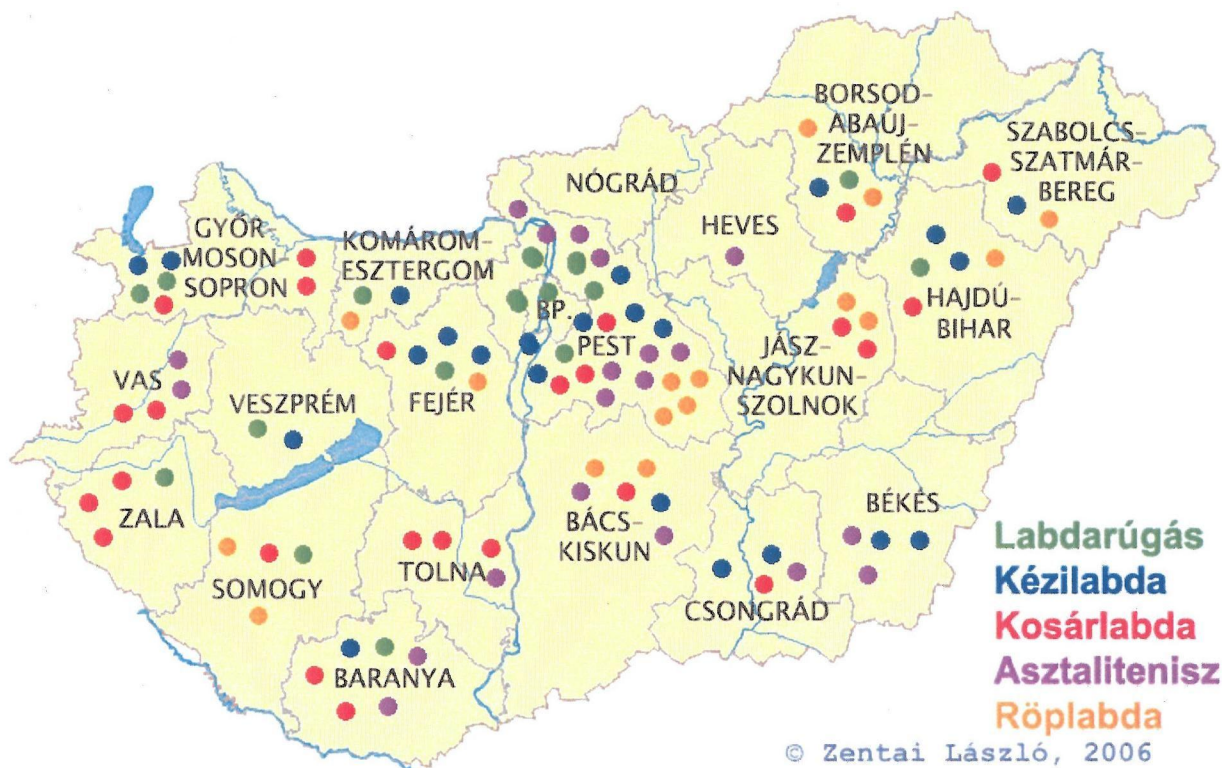 BORSOD-
ABAÚJ-
ZEMPLÉN
SZABOLCS-
SZATMÁR-
BEREG
NÓGRÁD
HEVES
GYŐR-
MOSON-
SOPRON
KOMÁROM-
ESZTERGOM
HAJDÚ-
BIHAR
BP.
PEST
JÁSZ-
NAGYKUN-
SZOLNOK
VAS
VESZPRÉM
FEJÉR
ZALA
BÁCS-
KISKUN
BÉKÉS
SOMOGY
TOLNA
CSONGRÁD
BARANYA
Labdarúgás
Kézilabda
Kosárlabda
Asztalitenisz
Röplabda
© Zentai László, 2006